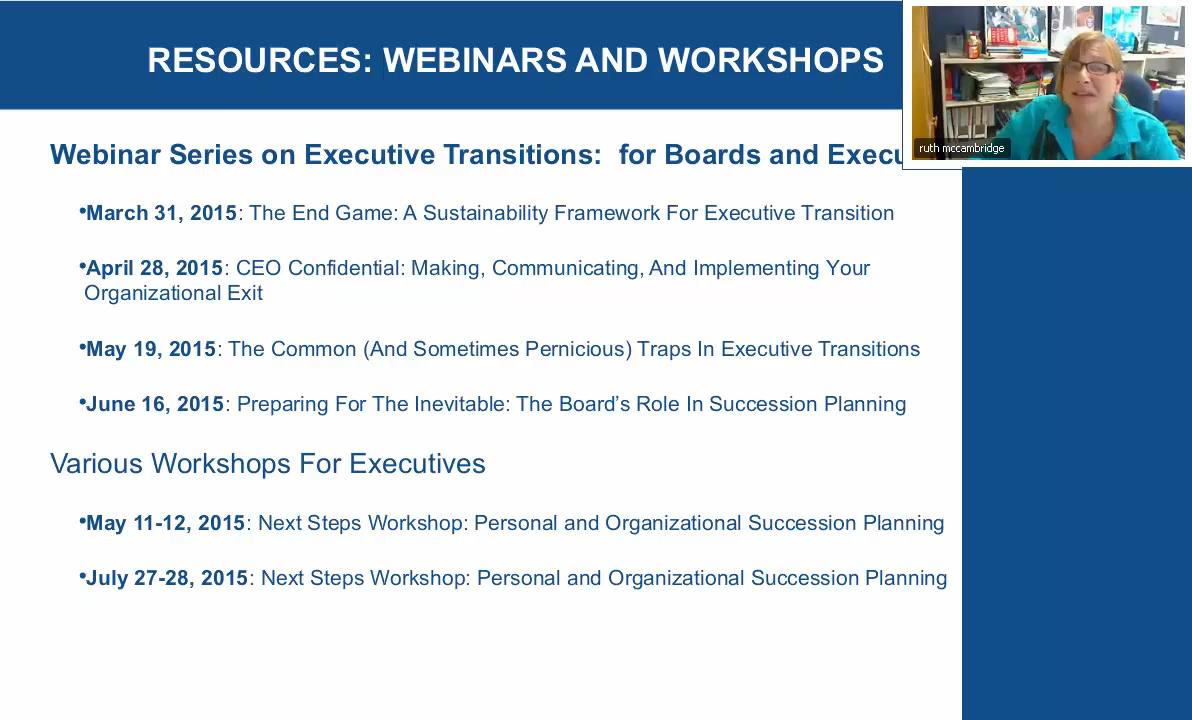 RESOURCES: WEBINARS AND WORKSHOPS
ruth mccambridge
Webinar Series on Executive Transitions: for Boards and Execu
•March 31, 2015: The End Game: A Sustainability Framework For Executive Transition
•April 28, 2015: CEO Confidential: Making, Communicating, And Implementing Your
Organizational Exit
•May 19, 2015: The Common (And Sometimes Pernicious) Traps In Executive Transitions
•June 16, 2015: Preparing For The Inevitable: The Board’s Role In Succession Planning
Various Workshops For Executives
•May 11-12, 2015: Next Steps Workshop: Personal and Organizational Succession Planning
•July 27-28, 2015: Next Steps Workshop: Personal and Organizational Succession Planning